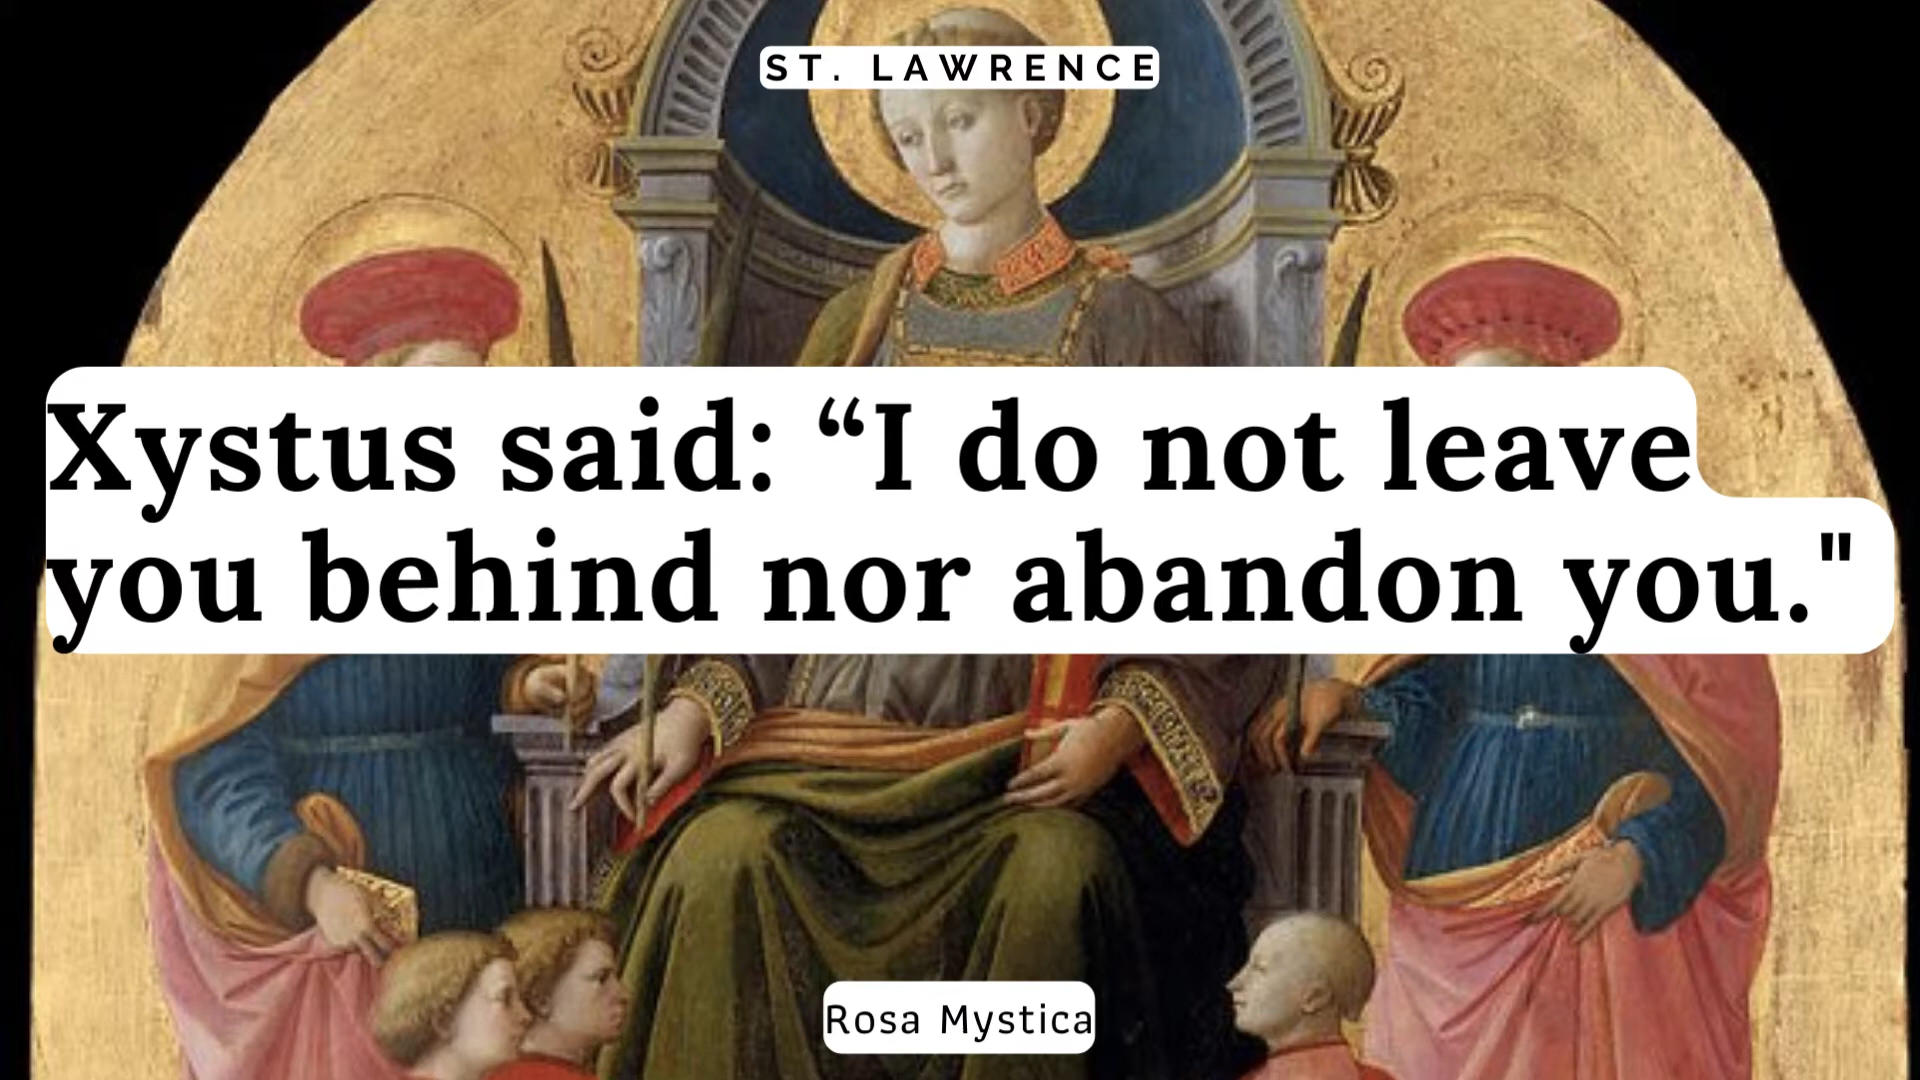 ST. LAWRENCE
Xystus said: “I do not leave
you behind nor abandon you."
Rosa Mystica